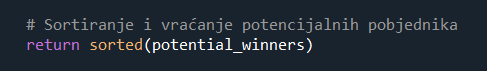 # Sortiranje i vraćanje potencijalnih pobjednika
return sorted(potential_winners)